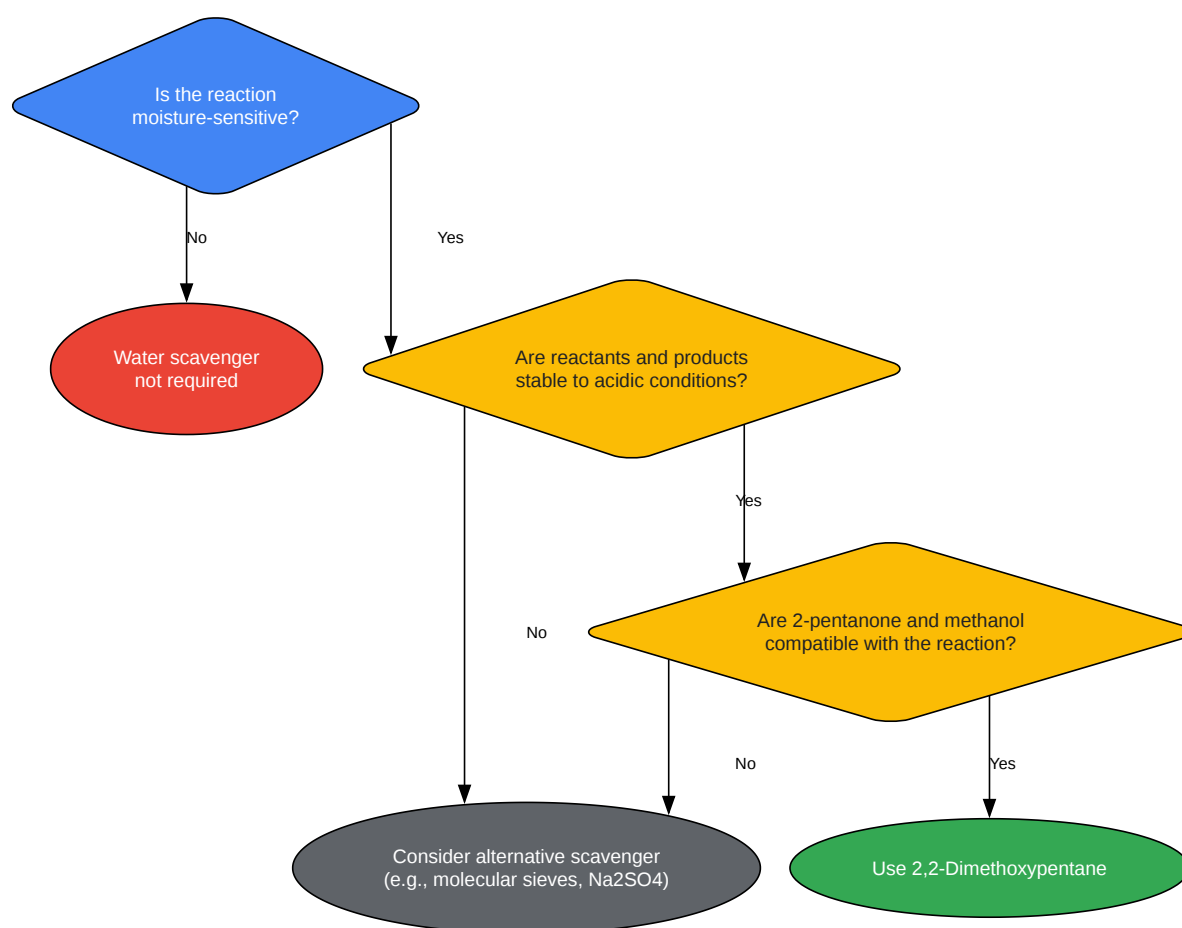 Is the reaction
moisture-sensitive?
No
Yes
Water scavenger
not required
Are reactants and products
stable to acidic conditions?
Yes
No
Are 2-pentanone and methanol
compatible with the reaction?
No
Yes
Consider alternative scavenger
(e.g., molecular sieves, Na2SO4)
Use 2,2-Dimethoxypentane